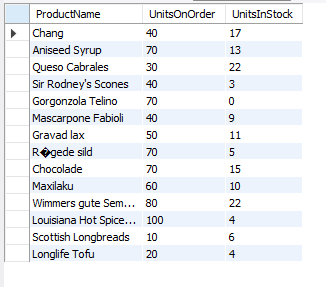 ProductName UnitsOnOrder UnitsInStock
Chang 40 17
Aniseed Syrup 70 13
Queso Cabrales 30 22
Sir Rodney's Scones 40 3
Gorgonzola Telino 70 0
Mascarpone Fabioli 40 9
Gravad lax 50 11
R�gede sild 70 5
Chocolade 70 15
Maxilaku 60 10
Wimmers gute Sem... 80 22
Louisiana Hot Spice... 100 4
Scottish Longbreads 10 6
Longlife Tofu 20 4